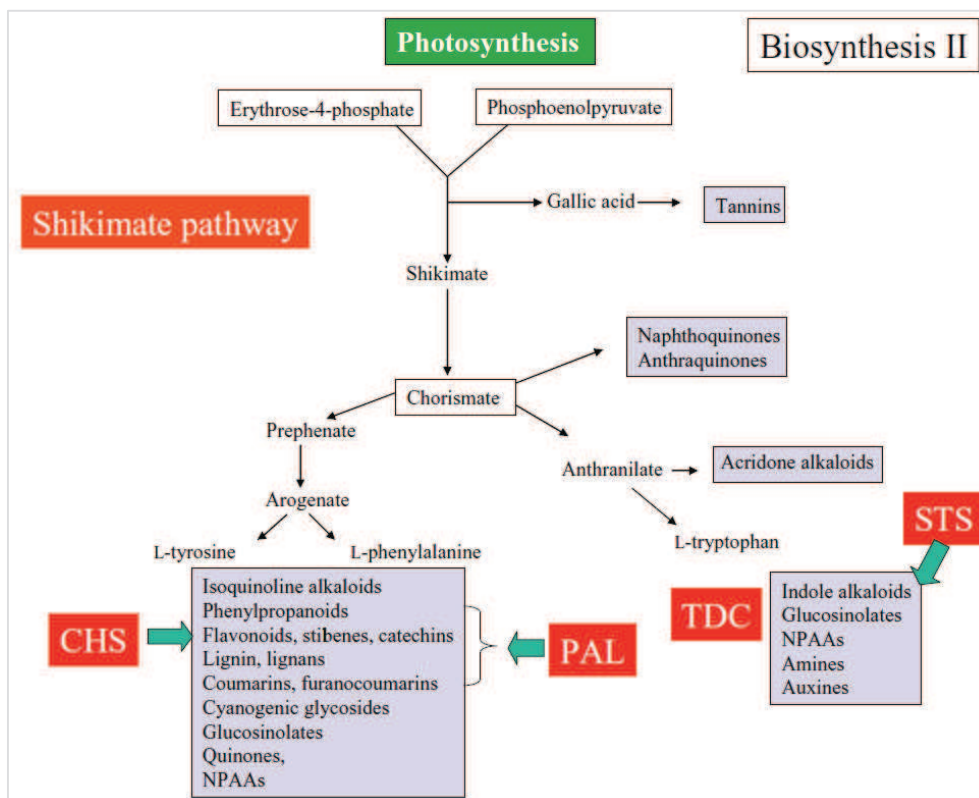 Photosynthesis
Biosynthesis II
Erythrose-4-phosphate
Phosphoenolpyruvate
Gallic acid
Tannins
Shikimate pathway
Shikimate
Naphthoquinones
Anthraquinones
Chorismate
Prephenate
Anthranilate
Acridone alkaloids
Arogenate
STS
L-tyrosine
L-phenylalanine
L-tryptophan
CHS
Isoquinoline alkaloids
Phenylpropanoids
Flavonoids, stibenes, catechins
Lignin, lignans
Coumarins, furanocoumarins
Cyanogenic glycosides
Glucosinolates
Quinones,
NPAAs
PAL
TDC
Indole alkaloids
Glucosinolates
NPAAs
Amines
Auxines